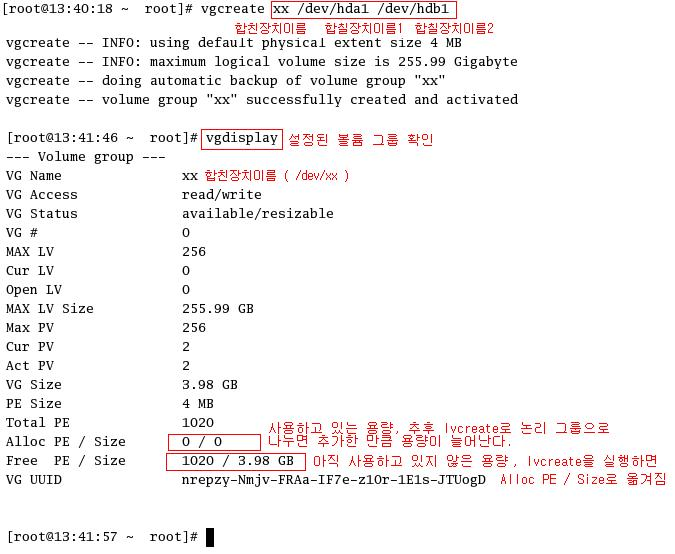 [root@13:40:18 ~  root]# vgcreate xx /dev/hda1 /dev/hdb1
합친장치이름 합칠장치이름1 합칠장치이름2
vgcreate -- INFO: using default physical extent size 4 MB
vgcreate -- INFO: maximum logical volume size is 255.99 Gigabyte
vgcreate -- doing automatic backup of volume group "xx"
vgcreate -- volume group "xx" successfully created and activated
[root@13:41:46 ~  root]# vgdisplay 설정된 볼륨 그룹 확인
--- Volume group ---
VG Name xx 합친장치이름 ( /dev/xx )
VG Access read/write
VG Status available/resizable
VG # 0
MAX LV 256
Cur LV 0
Open LV 0
MAX LV Size 255.99 GB
Max PV 256
Cur PV 2
Act PV 2
VG Size 3.98 GB
PE Size 4 MB
Total PE 1020
사용하고 있는 용량, 추후 lvcreate로 논리 그룹으로
Alloc PE / Size 0 / 0 나누면 추가한 만큼 용량이 늘어난다.
Free  PE / Size 1020 / 3.98 GB 아직 사용하고 있지 않은 용량, lvcreate을 실행하면
VG UUID nrepzy-Nmjv-FRAa-IF7e-z1Or-1E1s-JTUogD Alloc PE / Size로 옮겨짐
[root@13:41:57 ~  root]#